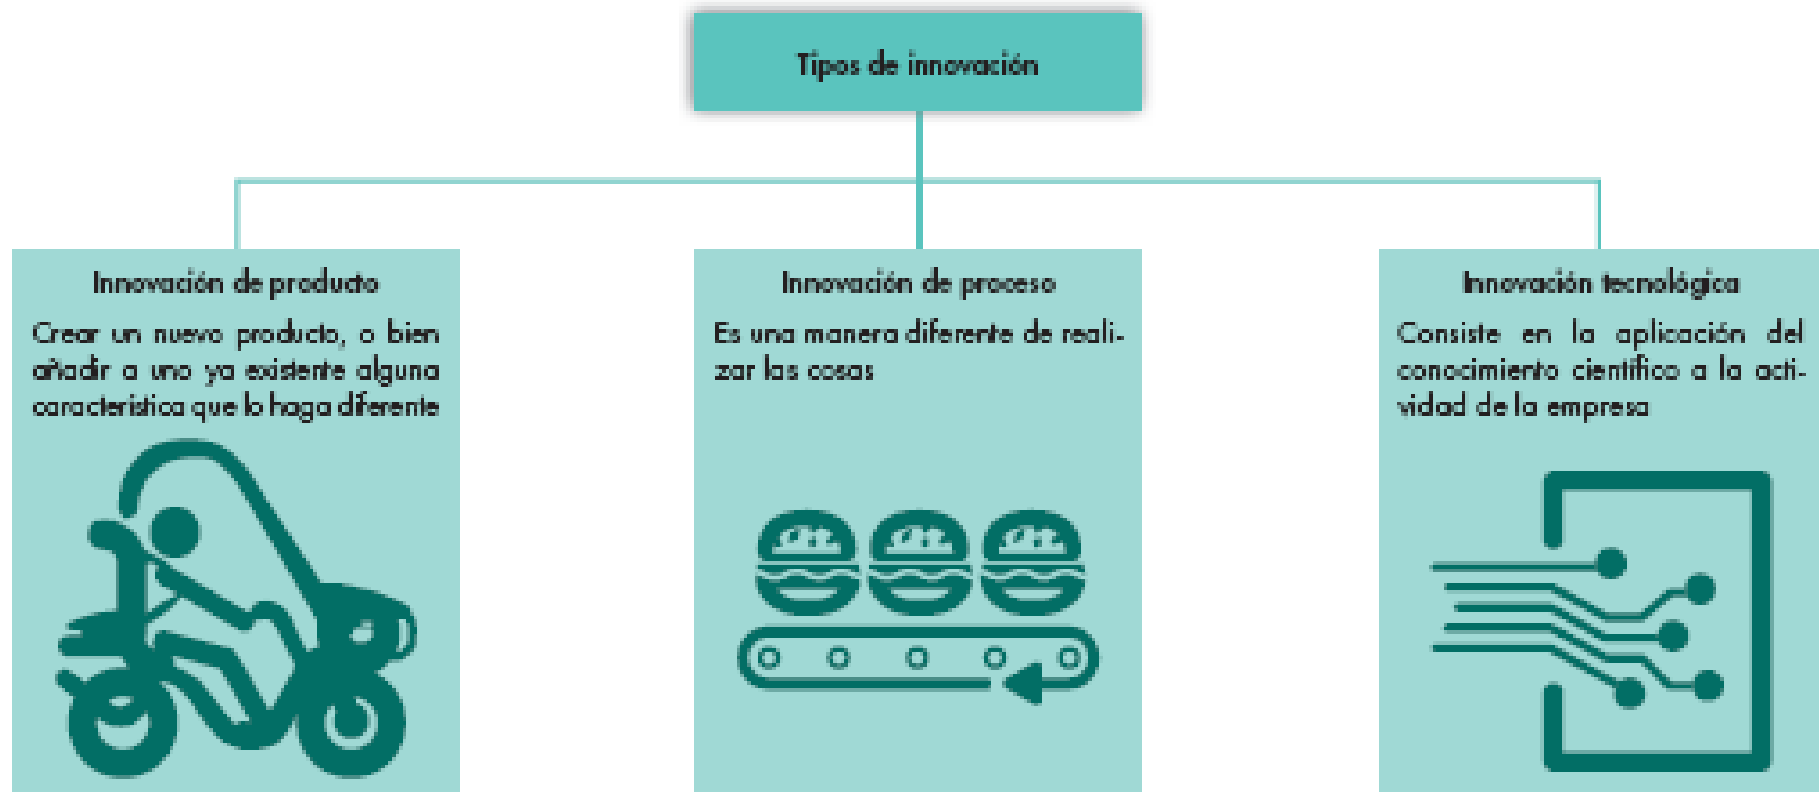 Tipos de innovación
Innovación de producto
Crear un nuevo producto, o bien
añadir a uno ya existente alguna
característica que lo haga diferente
Innovación de proceso
Es una manera diferente de reali-
zar las cosas
Innovación tecnológica
Consiste en la aplicación del
conocimiento científico a la acti-
vidad de la empresa